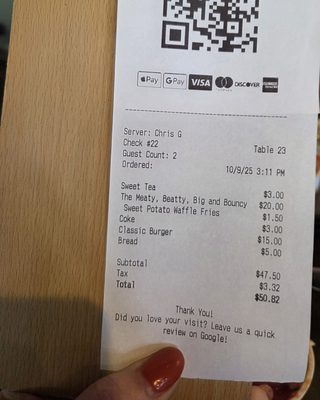 Apple Pay G Pay VISA DISCOVER
Server: Chris G
Check #22 Table 23
Guest Count: 2
Ordered: 10/9/25 3:11 PM
Sweet Tea $3.00
The Meaty, Beatty, Big and Bouncy $20.00
Sweet Potato Waffle Fries $1.50
Coke $3.00
Classic Burger $15.00
Bread $5.00
Subtotal $47.50
Tax $3.32
Total $50.82
Thank You!
Did you love your visit? Leave us a quick
review on Google!